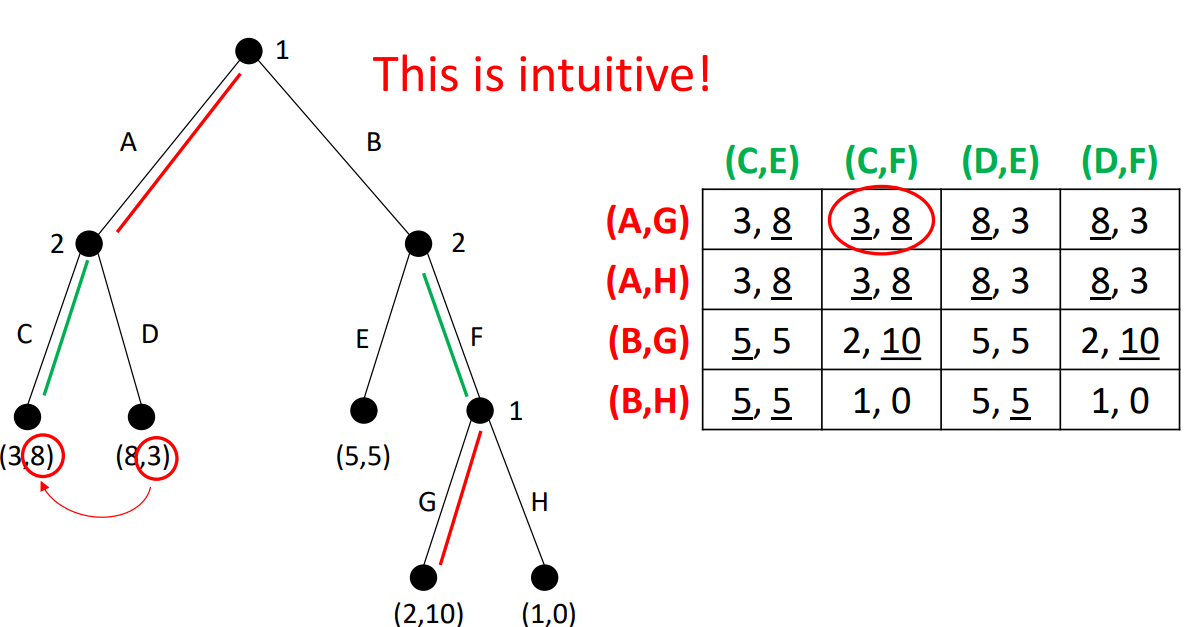 1
This is intuitive!
A
B
2
2
C
D
E
F
1
(3,8)
(8,3)
(5,5)
G
H
(2,10)
(1,0)
(C,E) (C,F) (D,E) (D,F)
(A,G) 3, 8 3, 8 8, 3 8, 3
(A,H) 3, 8 3, 8 8, 3 8, 3
(B,G) 5, 5 2, 10 5, 5 2, 10
(B,H) 5, 5 1, 0 5, 5 1, 0